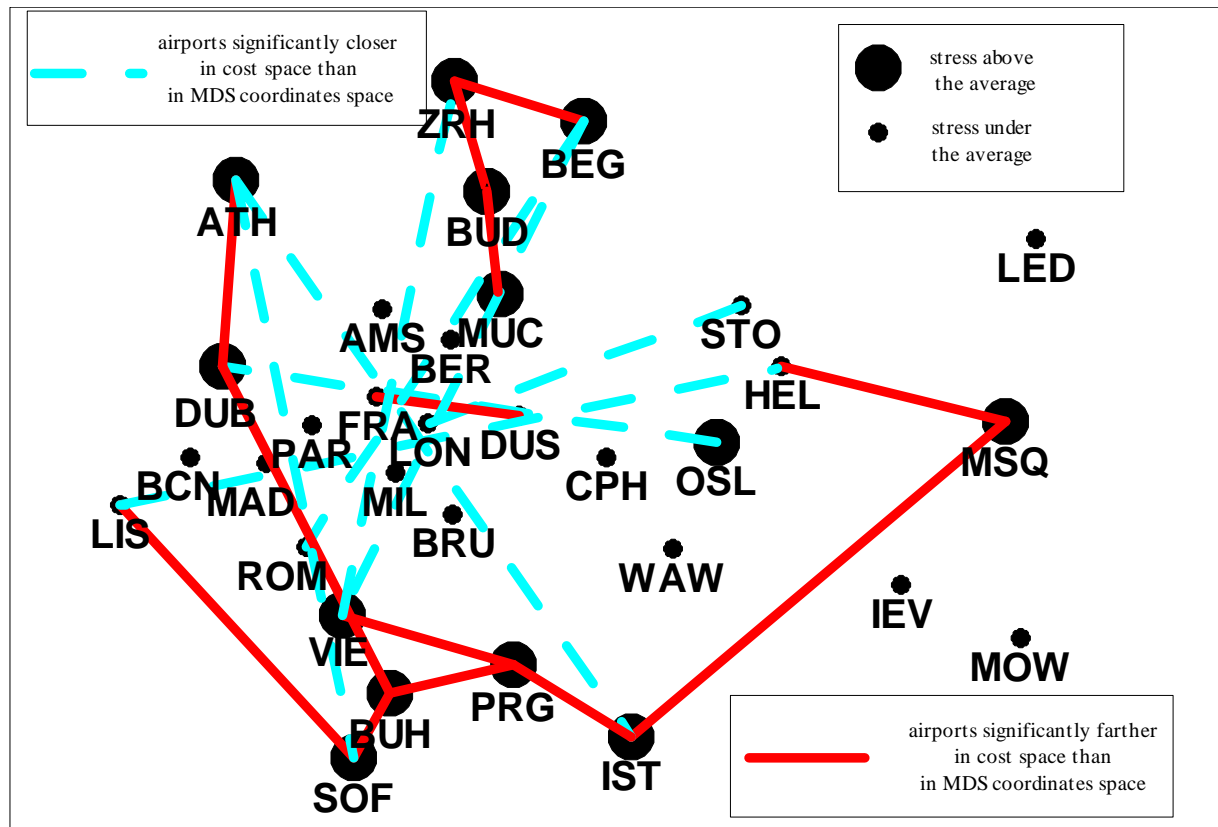 airports significantly closer
in cost space than
in MDS coordinates space
stress above
the average
stress under
the average
ZRH
BEG
ATH
BUD
LED
AMS
MUC
STO
BER
HEL
DUB
FRA
DUS
PAR
LON
MSQ
BCN
MAD
MIL
CPH
OSL
LIS
BRU
ROM
WAW
IEV
VIE
MOW
PRG
BUH
IST
SOF
airports significantly farther
in cost space than
in MDS coordinates space